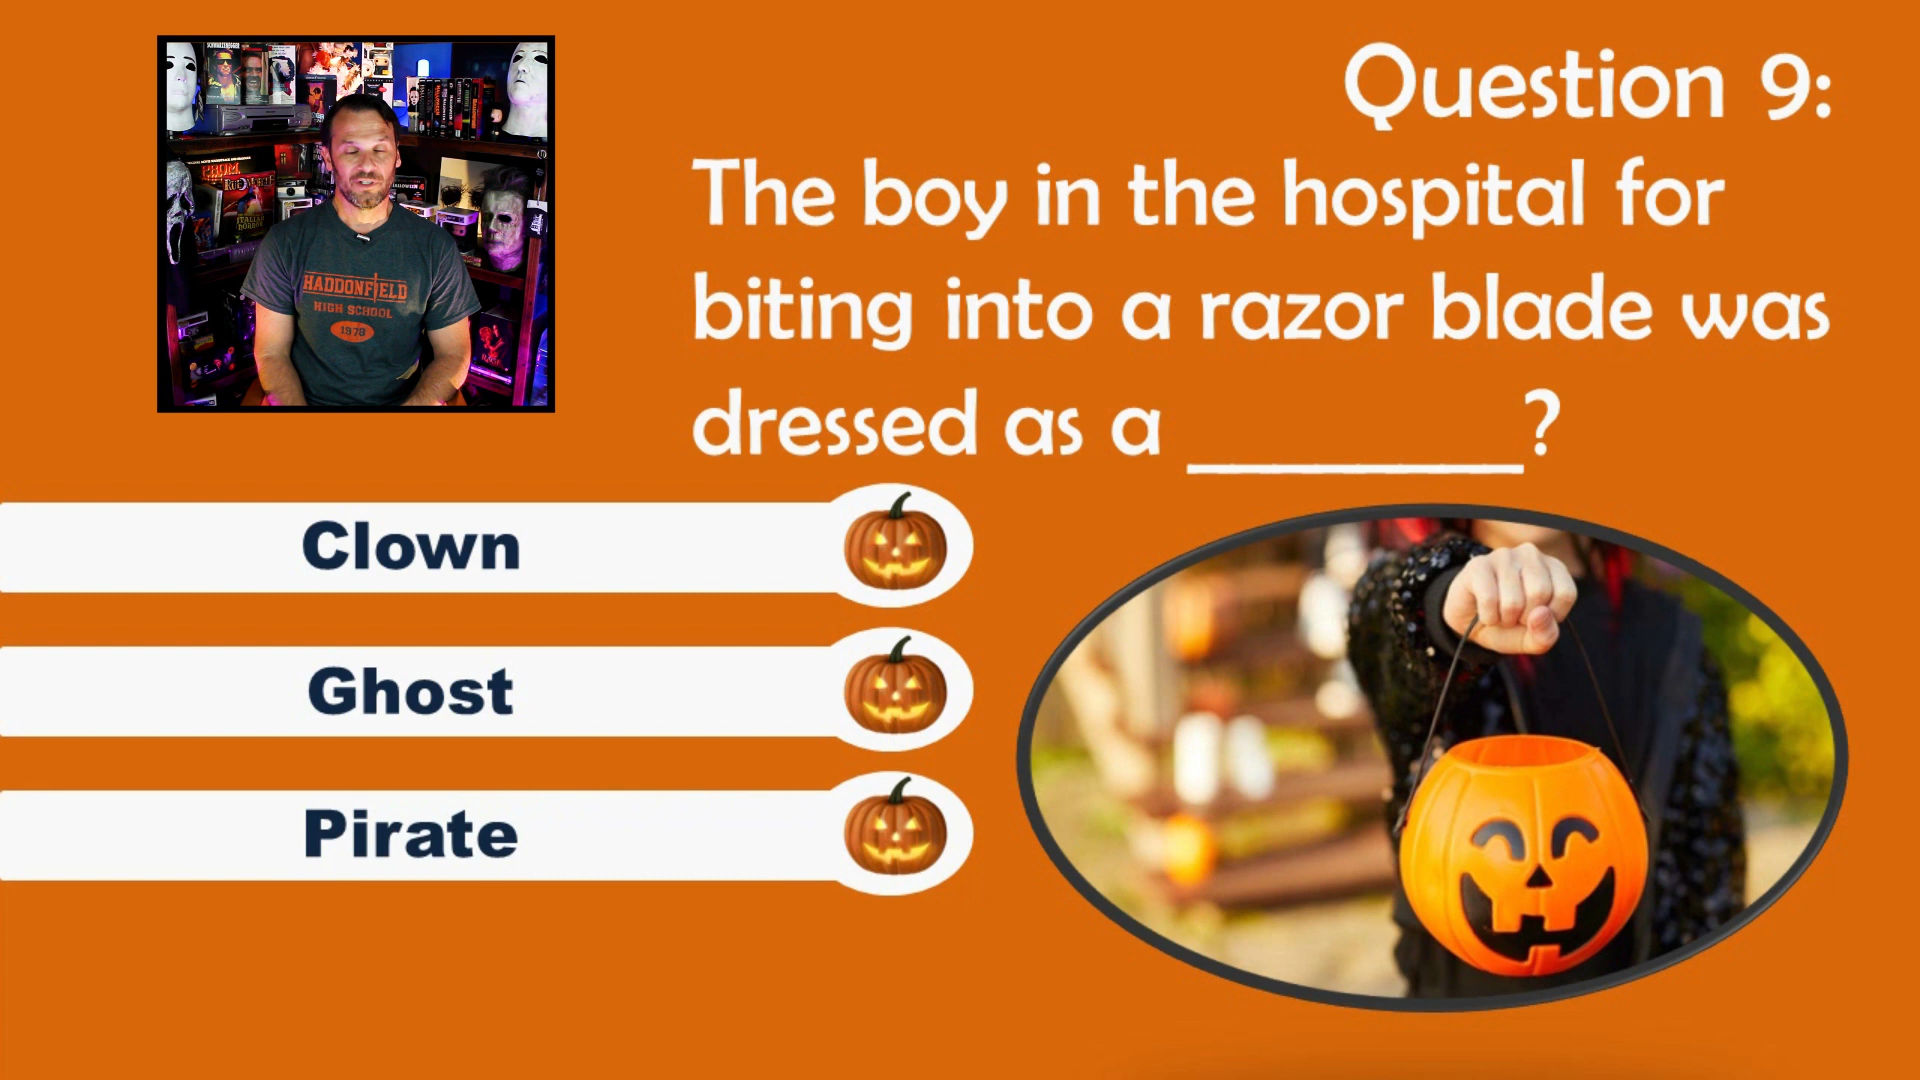 Question 9:
The boy in the hospital for
biting into a razor blade was
dressed as a ________?
Clown
Ghost
Pirate
HADDONFIELD
HIGH SCHOOL
1978